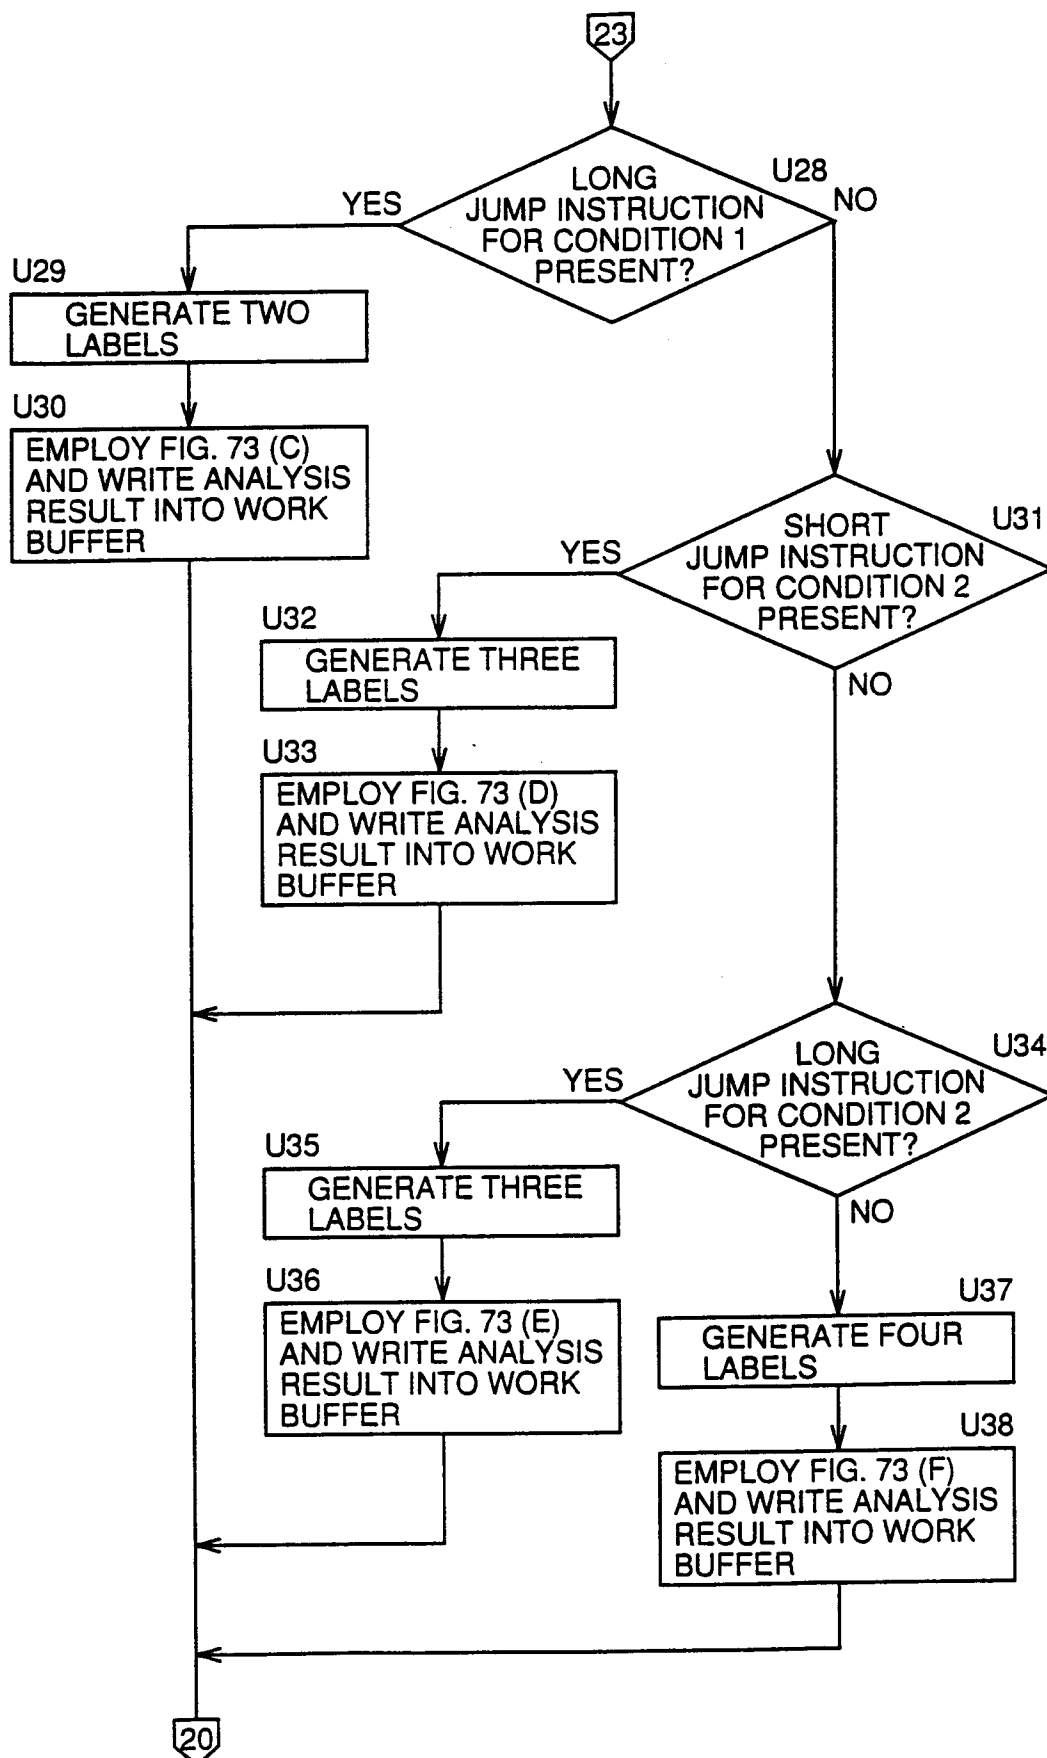 23
LONG
JUMP INSTRUCTION
FOR CONDITION 1
PRESENT?
U28
YES
NO
U29
GENERATE TWO
LABELS
U30
EMPLOY FIG. 73 (C)
AND WRITE ANALYSIS
RESULT INTO WORK
BUFFER
SHORT
JUMP INSTRUCTION
FOR CONDITION 2
PRESENT?
U31
YES
NO
U32
GENERATE THREE
LABELS
U33
EMPLOY FIG. 73 (D)
AND WRITE ANALYSIS
RESULT INTO WORK
BUFFER
LONG
JUMP INSTRUCTION
FOR CONDITION 2
PRESENT?
U34
YES
NO
U35
GENERATE THREE
LABELS
U36
EMPLOY FIG. 73 (E)
AND WRITE ANALYSIS
RESULT INTO WORK
BUFFER
U37
GENERATE FOUR
LABELS
U38
EMPLOY FIG. 73 (F)
AND WRITE ANALYSIS
RESULT INTO WORK
BUFFER
20